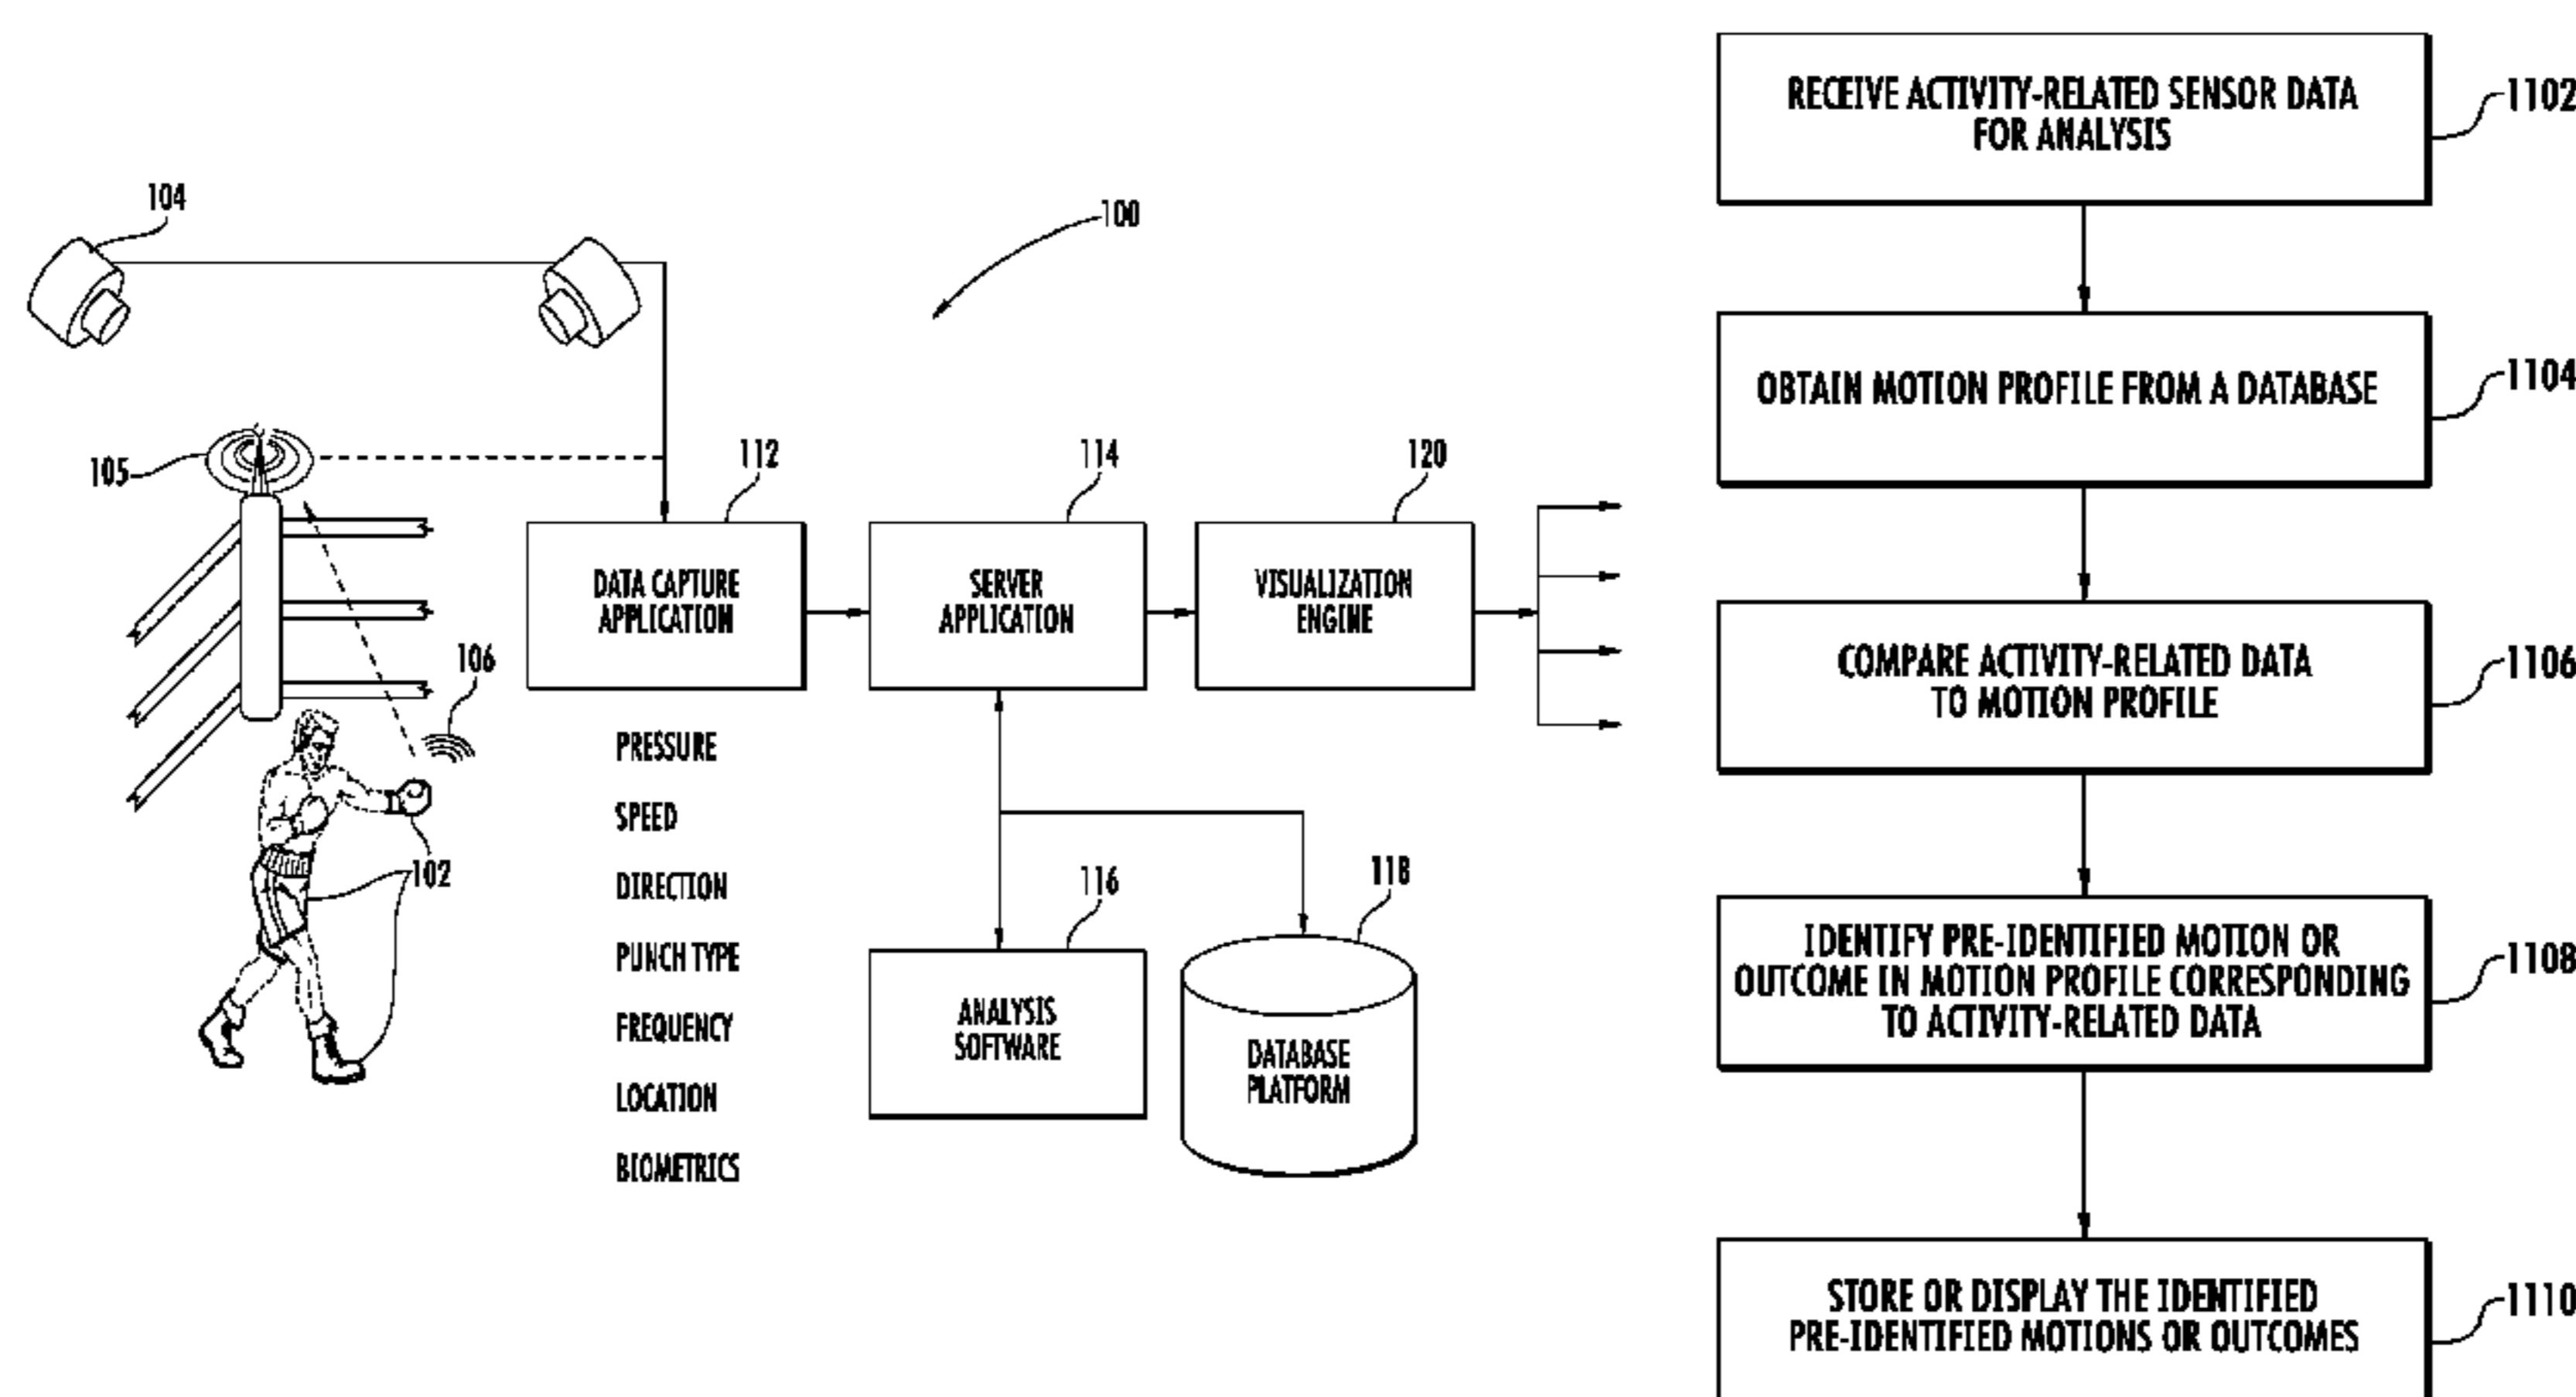 104
100
105
112
114
120
106
102
DATA CAPTURE
APPLICATION
SERVER
APPLICATION
VISUALIZATION
ENGINE
PRESSURE
SPEED
DIRECTION
PUNCH TYPE
FREQUENCY
LOCATION
BIOMETRICS
116
ANALYSIS
SOFTWARE
118
DATABASE
PLATFORM
RECEIVE ACTIVITY-RELATED SENSOR DATA
FOR ANALYSIS
1102
OBTAIN MOTION PROFILE FROM A DATABASE
1104
COMPARE ACTIVITY-RELATED DATA
TO MOTION PROFILE
1106
IDENTIFY PRE-IDENTIFIED MOTION OR
OUTCOME IN MOTION PROFILE CORRESPONDING
TO ACTIVITY-RELATED DATA
1108
STORE OR DISPLAY THE IDENTIFIED
PRE-IDENTIFIED MOTIONS OR OUTCOMES
1110